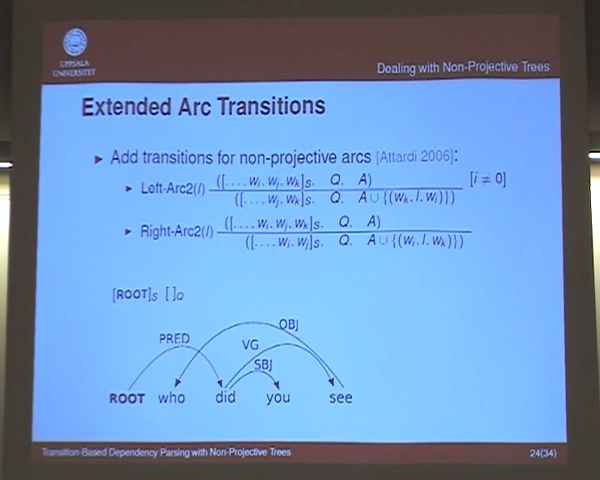 UPPSALA
UNIVERSITET
Dealing with Non-Projective Trees
Extended Arc Transitions
▸ Add transitions for non-projective arcs [Attardi 2006]:
▸ Left-Arc2(l) ([..., wi, wj, wk]S, Q, A) [i ≠ 0]
([..., wj, wk]S, Q, A ∪ {(wk, l, wi)})
▸ Right-Arc2(l) ([..., wi, wj, wk]S, Q, A)
([..., wi, wj]S, Q, A ∪ {(wi, l, wk)})
[ROOT]S [ ]Q
OBJ
PRED VG
SBJ
ROOT who did you see
Transition-Based Dependency Parsing with Non-Projective Trees 24(34)